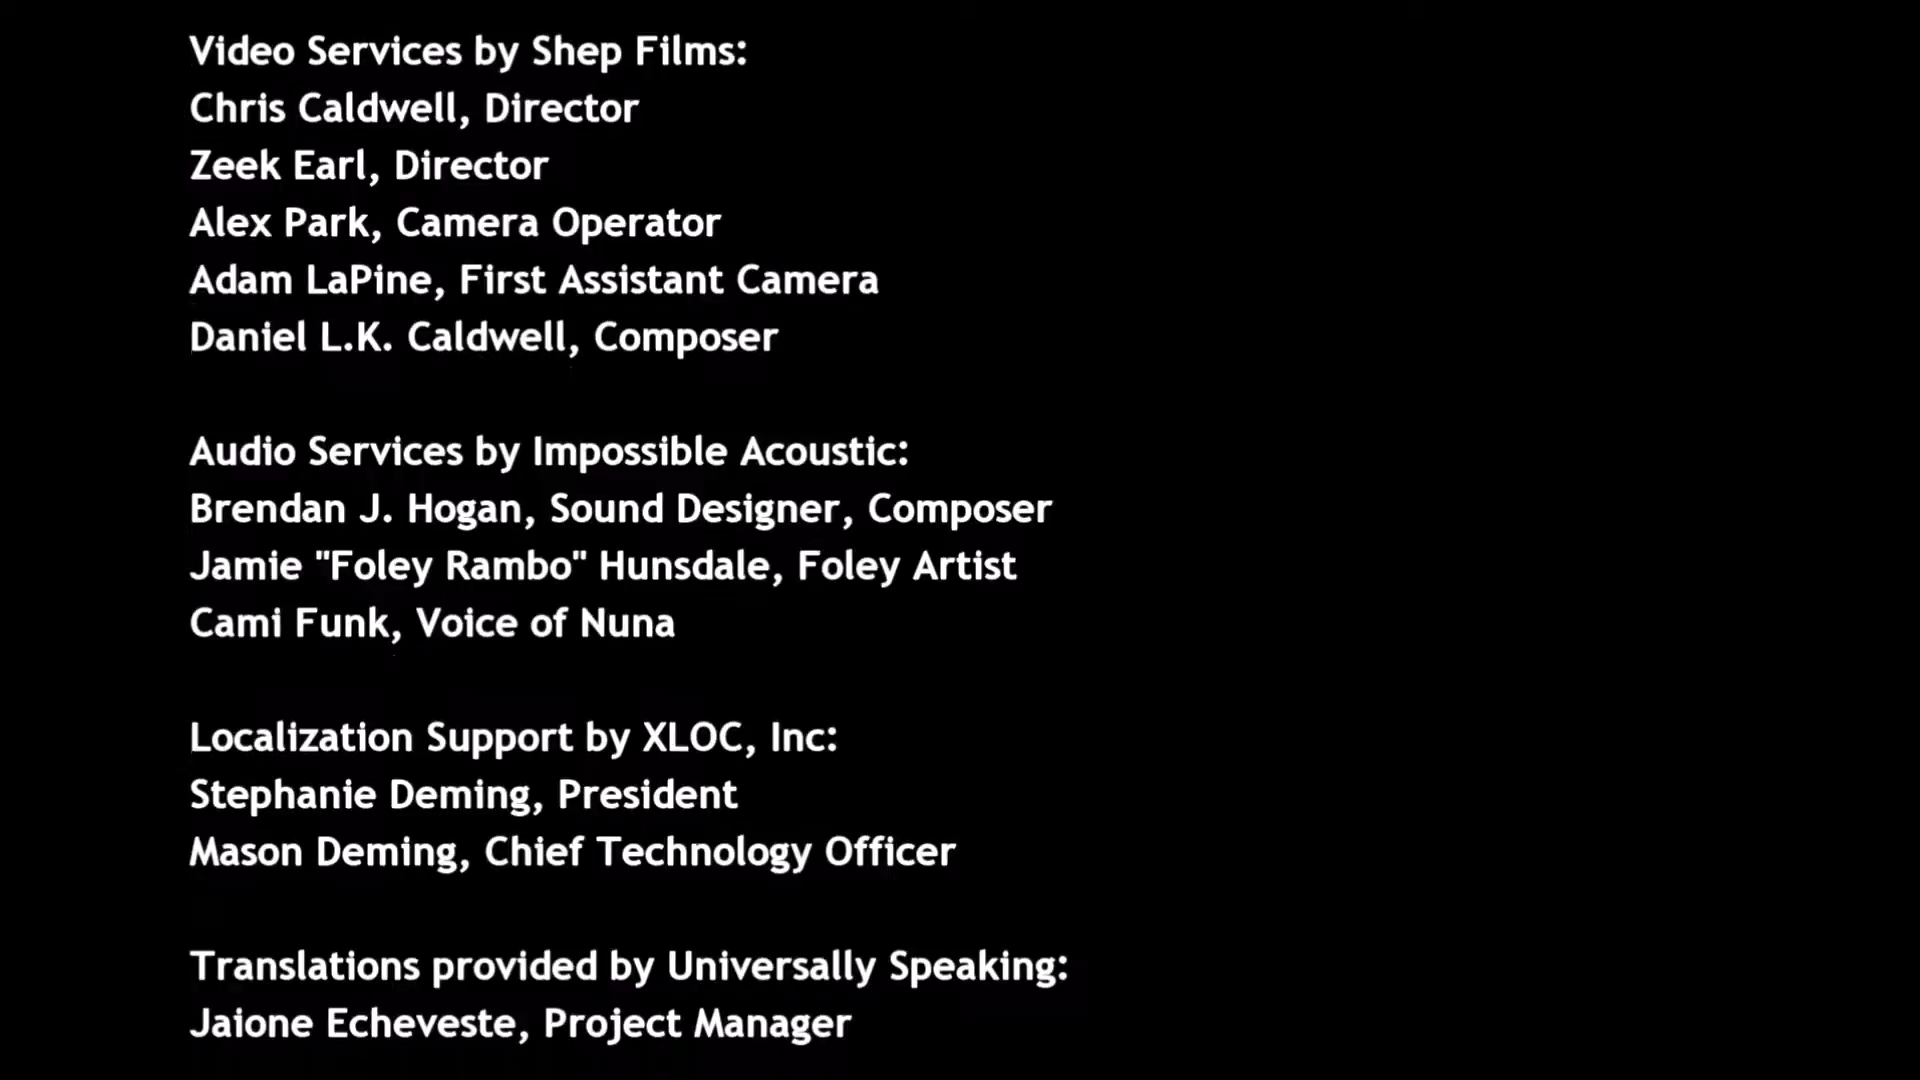 Video Services by Shep Films:
Chris Caldwell, Director
Zeek Earl, Director
Alex Park, Camera Operator
Adam LaPine, First Assistant Camera
Daniel L.K. Caldwell, Composer
Audio Services by Impossible Acoustic:
Brendan J. Hogan, Sound Designer, Composer
Jamie "Foley Rambo" Hunsdale, Foley Artist
Cami Funk, Voice of Nuna
Localization Support by XLOC, Inc:
Stephanie Deming, President
Mason Deming, Chief Technology Officer
Translations provided by Universally Speaking:
Jaione Echeveste, Project Manager